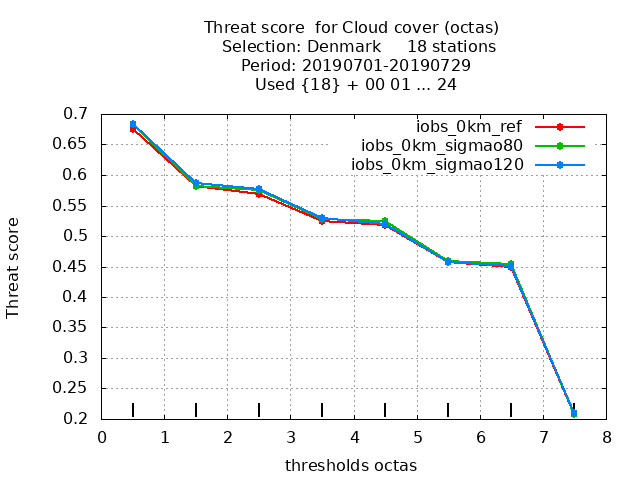 Threat score  for Cloud cover (octas)
Selection: Denmark     18 stations
Period: 20190701-20190729
Used {18} + 00 01 ... 24
iobs_0km_ref
iobs_0km_sigmao80
iobs_0km_sigmao120
Threat score
0.7
0.65
0.6
0.55
0.5
0.45
0.4
0.35
0.3
0.25
0.2
0 1 2 3 4 5 6 7 8
thresholds octas